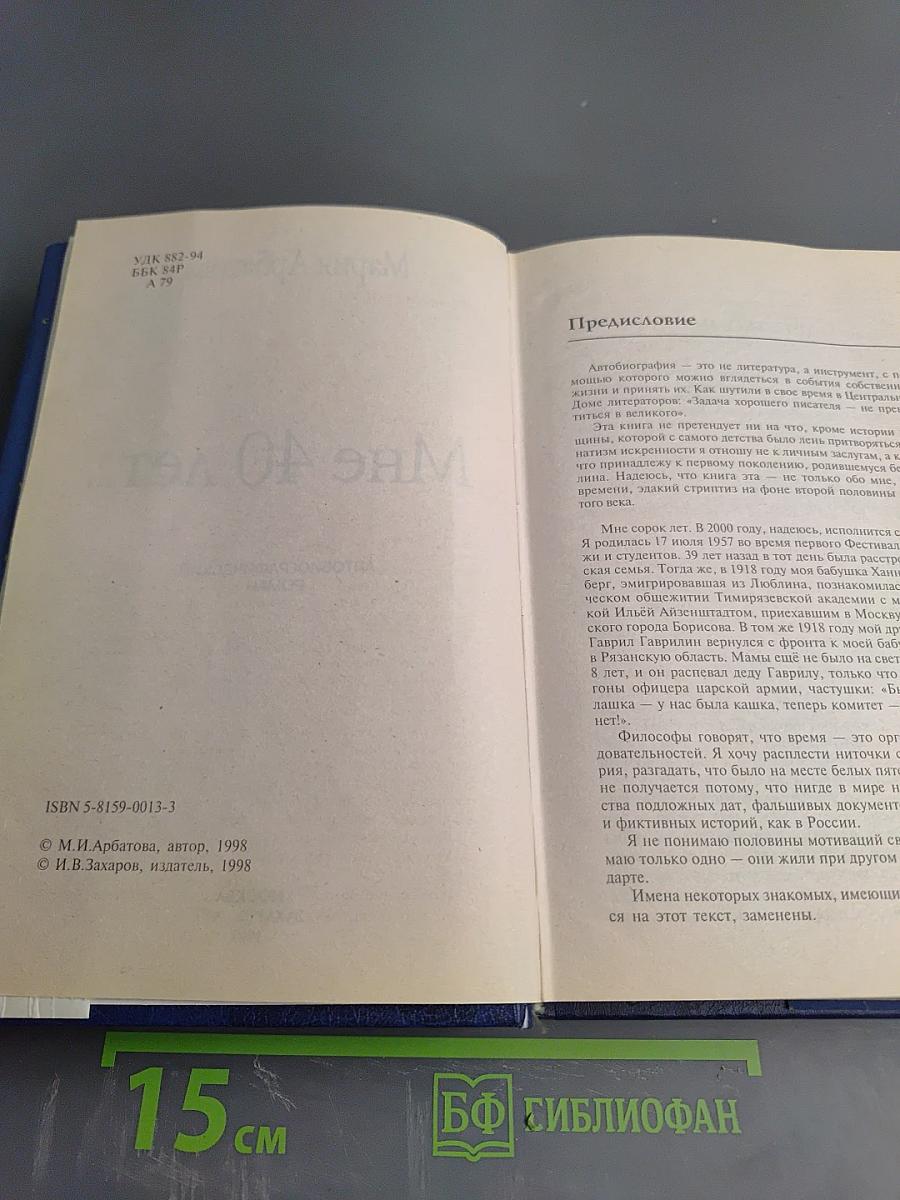 УДК 882-94
ББК 84Р
А 79
ISBN 5-8159-0013-3
© М.И.Арбатова, автор, 1998
© И.В.Захаров, издатель, 1998
Предисловие
Автобиография — это не литература, а инструмент, с п
мощью которого можно вглядеться в события собствен
жизни и принять их. Как шутили в свое время в Централь
Доме литераторов: «Задача хорошего писателя — не пре
титься в великого».
Эта книга не претендует ни на что, кроме истории
щины, которой с самого детства было лень притворяться
натизм искренности я отношу не к личным заслугам, а к
что принадлежу к первому поколению, родившемуся бе
лина. Надеюсь, что книга эта — не только обо мне,
времени, эдакий стриптиз на фоне второй половины
того века.
Мне сорок лет. В 2000 году, надеюсь, исполнится с
Я родилась 17 июля 1957 во время первого Фестивал
жи и студентов. 39 лет назад в тот день была расстр
ская семья. Тогда же, в 1918 году моя бабушка Ханн
берг, эмигрировавшая из Люблина, познакомилас
ческом общежитии Тимирязевской академии с м
кой Ильёй Айзенштадтом, приехавшим в Москву
ского города Борисова. В том же 1918 году мой др
Гаврил Гаврилин вернулся с фронта к моей баб
в Рязанскую область. Мамы ещё не было на свет
8 лет, и он распевал деду Гаврилу, только что
гоны офицера царской армии, частушки: «Б
лашка — у нас была кашка, теперь комитет —
нет!».
Философы говорят, что время — это орг
довательностей. Я хочу расплести ниточки с
рия, разгадать, что было на месте белых пят
не получается потому, что нигде в мире н
ства подложных дат, фальшивых документ
и фиктивных историй, как в России.
Я не понимаю половины мотиваций св
маю только одно — они жили при другом
дарте.
Имена некоторых знакомых, имеющи
ся на этот текст, заменены.
15 см
БФ БИБЛИОФАН